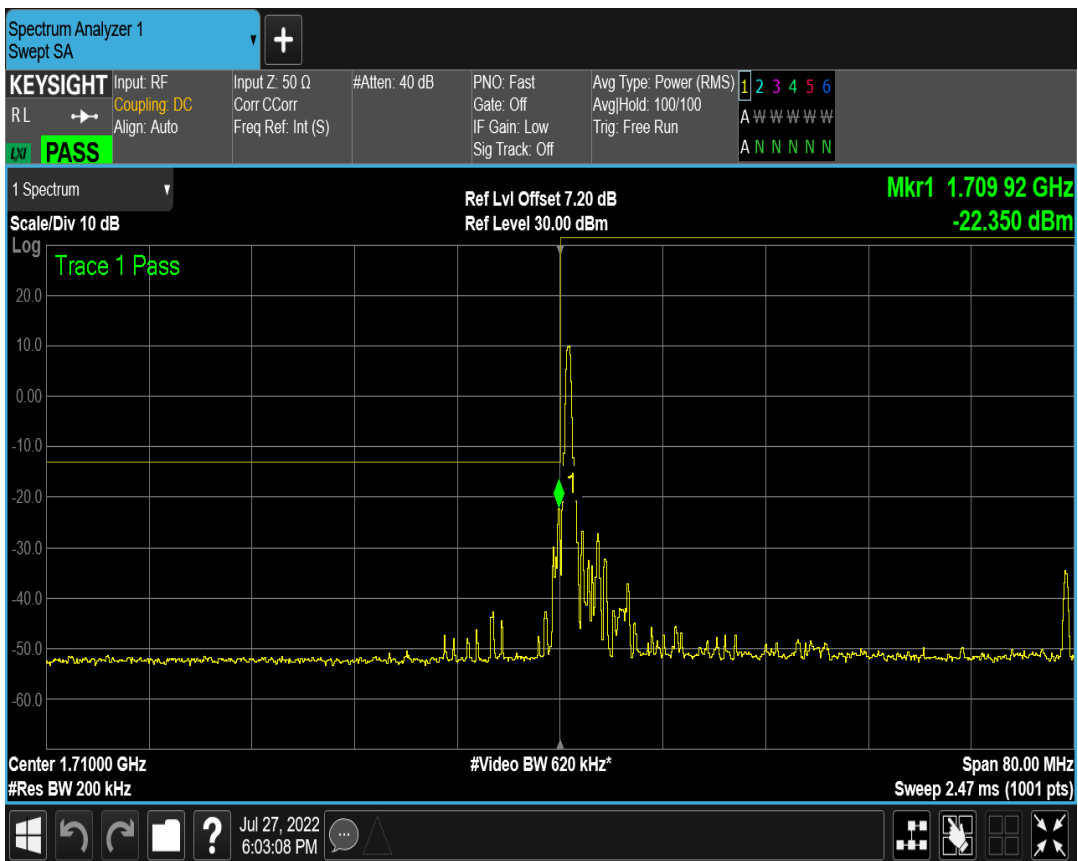 Spectrum Analyzer 1
Swept SA
+
KEYSIGHT
R L
LXI PASS
Input: RF
Coupling: DC
Align: Auto
Input Z: 50 Ω
Corr CCorr
Freq Ref: Int (S)
#Atten: 40 dB
PNO: Fast
Gate: Off
IF Gain: Low
Sig Track: Off
Avg Type: Power (RMS)
Avg|Hold: 100/100
Trig: Free Run
1 2 3 4 5 6
A W W W W W
A N N N N N
1 Spectrum
Scale/Div 10 dB
Ref Lvl Offset 7.20 dB
Ref Level 30.00 dBm
Mkr1 1.709 92 GHz
-22.350 dBm
Log
Trace 1 Pass
20.0
10.0
0.00
-10.0
-20.0
-30.0
-40.0
-50.0
-60.0
Center 1.71000 GHz
#Res BW 200 kHz
#Video BW 620 kHz*
Span 80.00 MHz
Sweep 2.47 ms (1001 pts)
?
Jul 27, 2022
6:03:08 PM